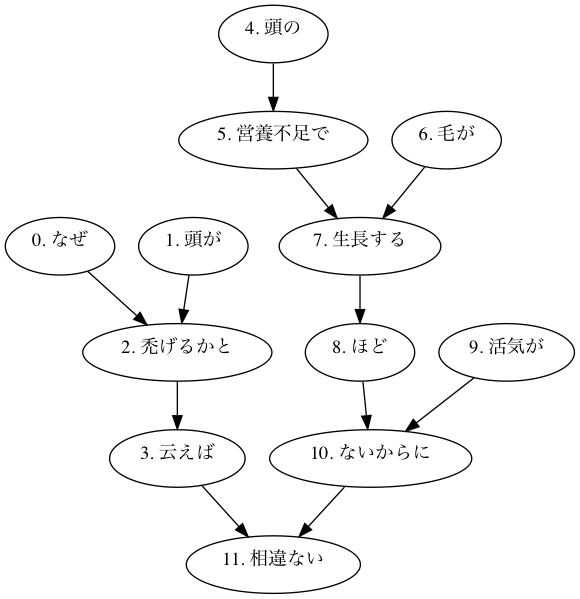 4. 頭の
5. 営養不足で
6. 毛が
0. なぜ
1. 頭が
7. 生長する
2. 禿げるかと
8. ほど
9. 活気が
3. 云えば
10. ないからに
11. 相違ない